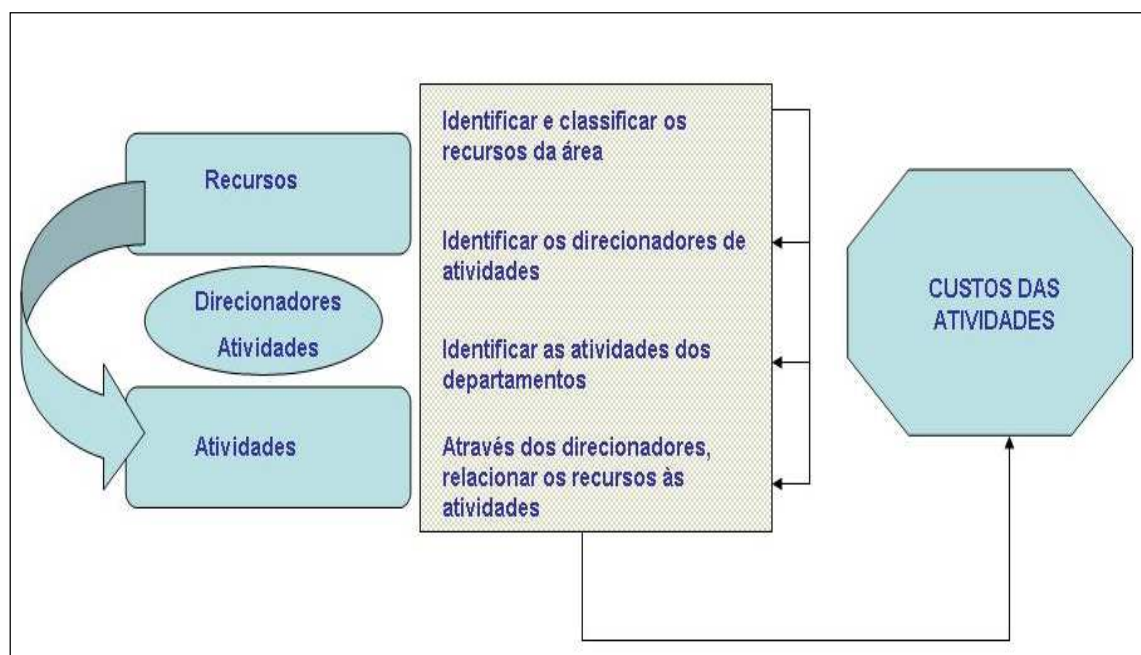 Recursos
Direcionadores
Atividades
Atividades
Identificar e classificar os
recursos da área
Identificar os direcionadores de
atividades
Identificar as atividades dos
departamentos
Através dos direcionadores,
relacionar os recursos às
atividades
CUSTOS DAS
ATIVIDADES